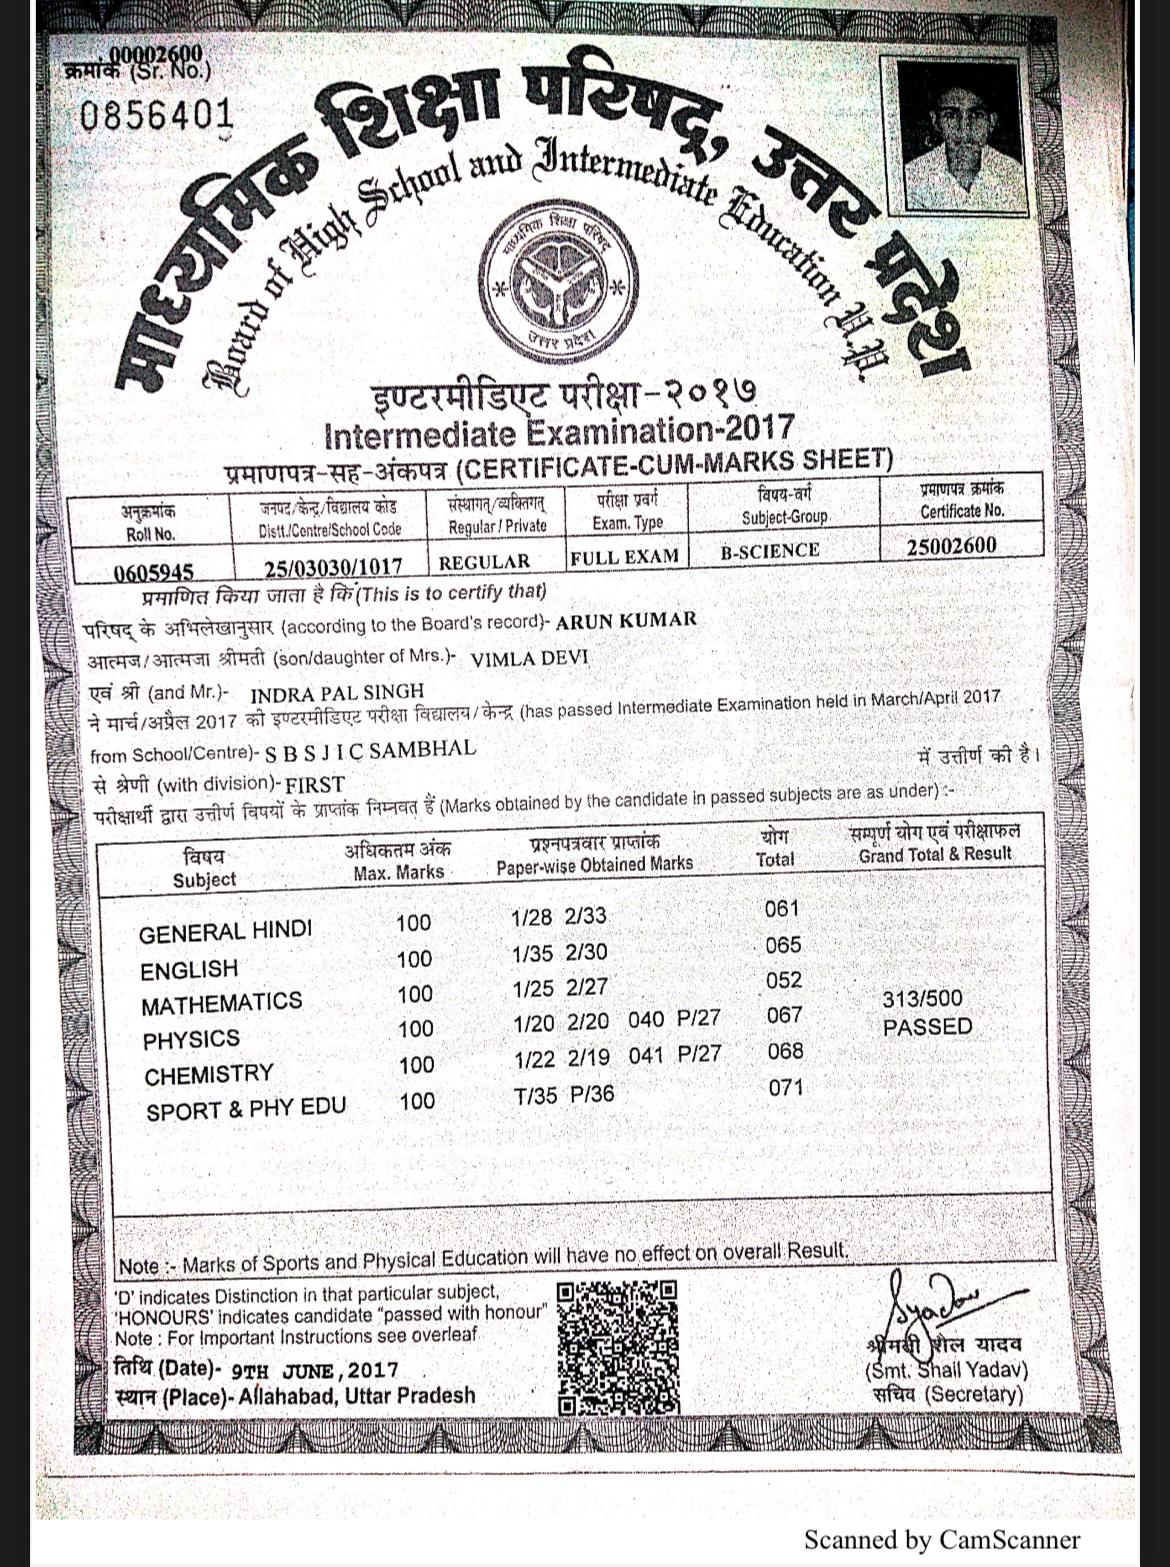 00002600
क्रमांक (Sr. No.)
0856401
माध्यमिक शिक्षा परिषद्, उत्तर प्रदेश
Board of High School and Intermediate Education U.P.
माध्यमिक शिक्षा परिषद
उत्तर प्रदेश
इण्टरमीडिएट परीक्षा-२०१७
Intermediate Examination-2017
प्रमाणपत्र-सह-अंकपत्र (CERTIFICATE-CUM-MARKS SHEET)
अनुक्रमांक जनपद/केन्द्र/विद्यालय कोड संस्थागत्/व्यक्तिगत् परीक्षा प्रवर्ग विषय-वर्ग प्रमाणपत्र क्रमांक
Roll No. Distt./Centre/School Code Regular / Private Exam. Type Subject-Group Certificate No.
0605945 25/03030/1017 REGULAR FULL EXAM B-SCIENCE 25002600
प्रमाणित किया जाता है कि (This is to certify that)
परिषद् के अभिलेखानुसार (according to the Board's record)- ARUN KUMAR
आत्मज/आत्मजा श्रीमती (son/daughter of Mrs.)- VIMLA DEVI
एवं श्री (and Mr.)- INDRA PAL SINGH
ने मार्च/अप्रैल 2017 की इण्टरमीडिएट परीक्षा विद्यालय/केन्द्र (has passed Intermediate Examination held in March/April 2017
from School/Centre)- S B S J I C SAMBHAL में उत्तीर्ण की है।
से श्रेणी (with division)- FIRST
परीक्षार्थी द्वारा उत्तीर्ण विषयों के प्राप्तांक निम्नवत् हैं (Marks obtained by the candidate in passed subjects are as under) :-
विषय अधिकतम अंक प्रश्नपत्रवार प्राप्तांक योग सम्पूर्ण योग एवं परीक्षाफल
Subject Max. Marks Paper-wise Obtained Marks Total Grand Total & Result
GENERAL HINDI 100 1/28 2/33 061
ENGLISH 100 1/35 2/30 065
MATHEMATICS 100 1/25 2/27 052
313/500
PHYSICS 100 1/20 2/20 040 P/27 067
PASSED
CHEMISTRY 100 1/22 2/19 041 P/27 068
SPORT & PHY EDU 100 T/35 P/36 071
Note :- Marks of Sports and Physical Education will have no effect on overall Result.
'D' indicates Distinction in that particular subject,
'HONOURS' indicates candidate "passed with honour"
Note : For Important Instructions see overleaf
तिथि (Date)- 9TH JUNE, 2017
स्थान (Place)- Allahabad, Uttar Pradesh
SYadav
श्रीमती शैल यादव
(Smt. Shail Yadav)
सचिव (Secretary)
Scanned by CamScanner